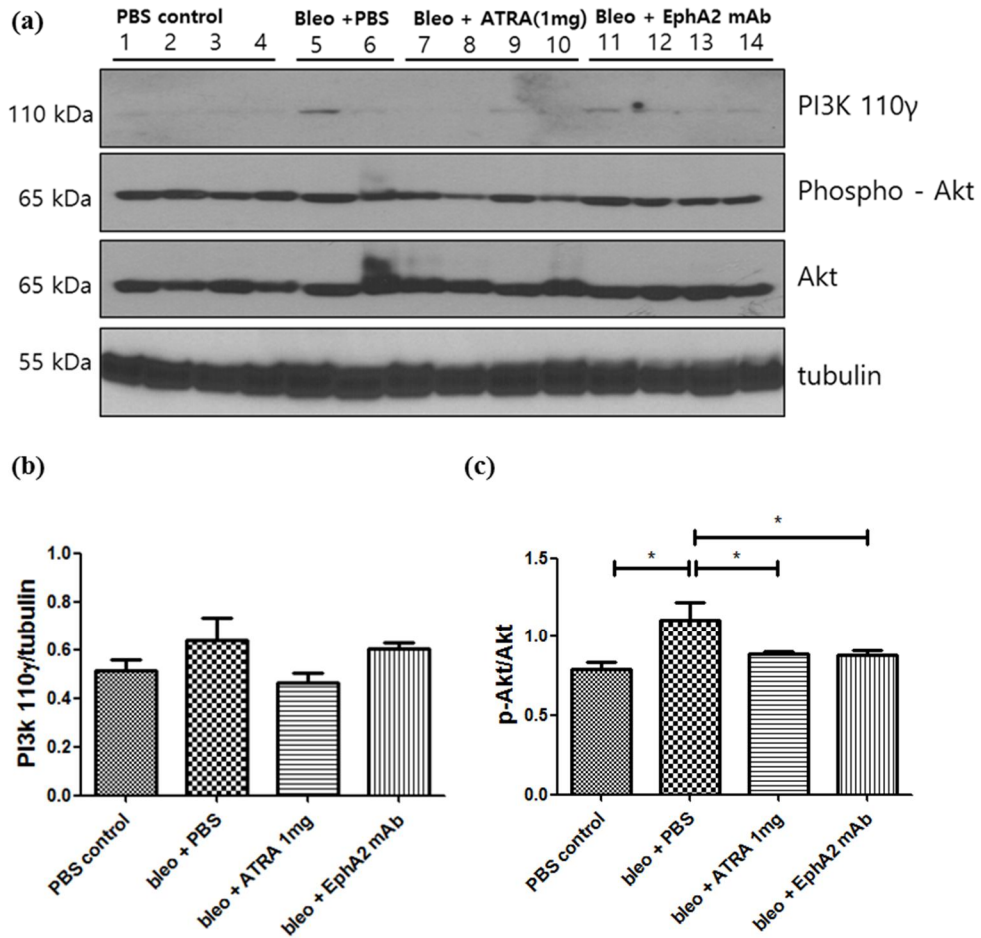 (a)
PBS control Bleo +PBS Bleo + ATRA(1mg) Bleo + EphA2 mAb
1 2 3 4 5 6 7 8 9 10 11 12 13 14
110 kDa PI3K 110γ
65 kDa Phospho - Akt
65 kDa Akt
55 kDa tubulin
(b)
PI3k 110γ/tubulin
1.0
0.8
0.6
0.4
0.2
0.0
PBS control
bleo + PBS
bleo + ATRA 1mg
bleo + EphA2 mAb
(c)
p-Akt/Akt
1.5
1.0
0.5
0.0
* * *
PBS control
bleo + PBS
bleo + ATRA 1mg
bleo + EphA2 mAb